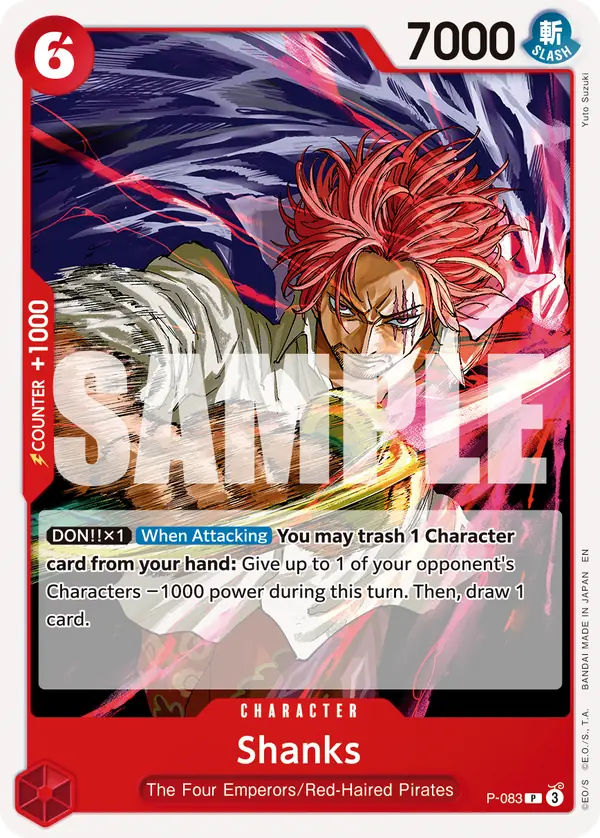 6
7000
斬
SLASH
Yuto Suzuki
COUNTER +1000
SAMPLE
DON!!×1 When Attacking You may trash 1 Character
card from your hand: Give up to 1 of your opponent's
Characters −1000 power during this turn. Then, draw 1
card.
CHARACTER
Shanks
The Four Emperors/Red-Haired Pirates
P-083 P 3
©E.O/S ©E.O./S., T.A. BANDAI MADE IN JAPAN EN